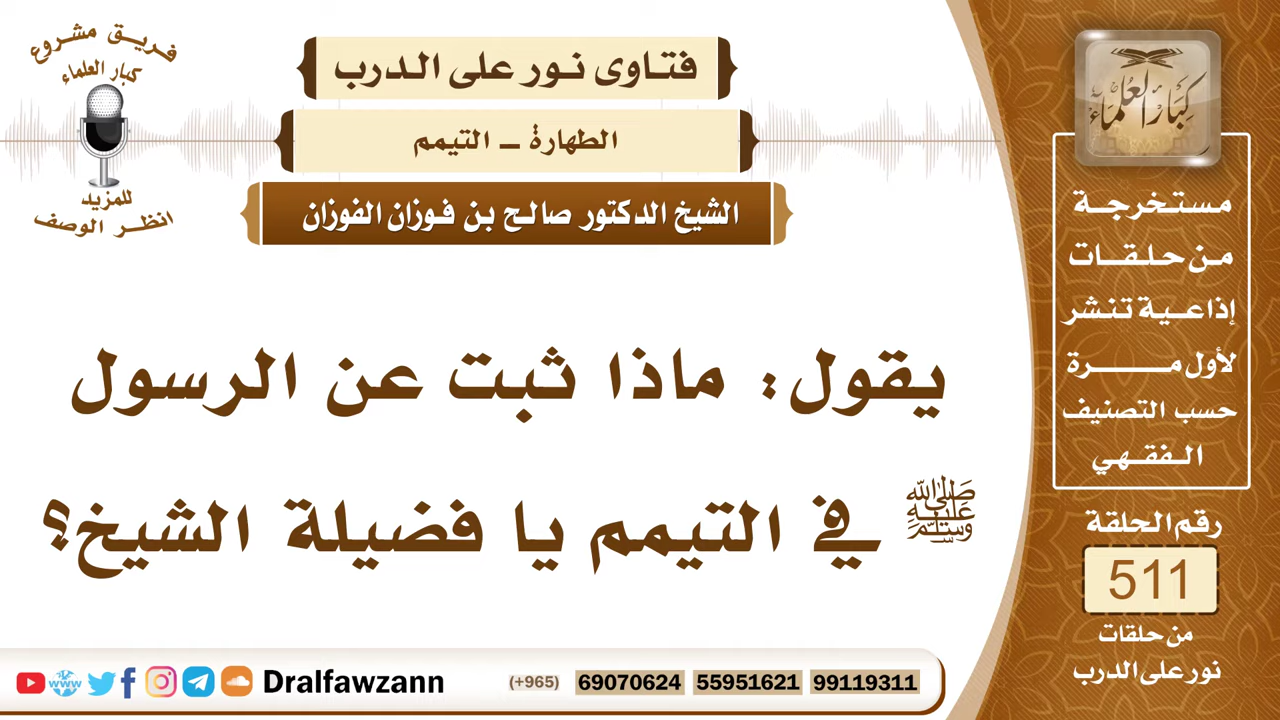 فريق مشروع
كبار العلماء
للمزيد
انظر الوصف
فتاوى نور على الدرب
الطهارة – التيمم
الشيخ الدكتور صالح بن فوزان الفوزان
يقول: ماذا ثبت عن الرسول
ﷺ في التيمم يا فضيلة الشيخ؟
كبار العلماء
مستخرجة
من حلقات
إذاعية تنشر
لأول مرة
حسب التصنيف
الفقهي
رقم الحلقة
511
من حلقات
نور على الدرب
www Dralfawzann (+965) 69070624 55951621 99119311